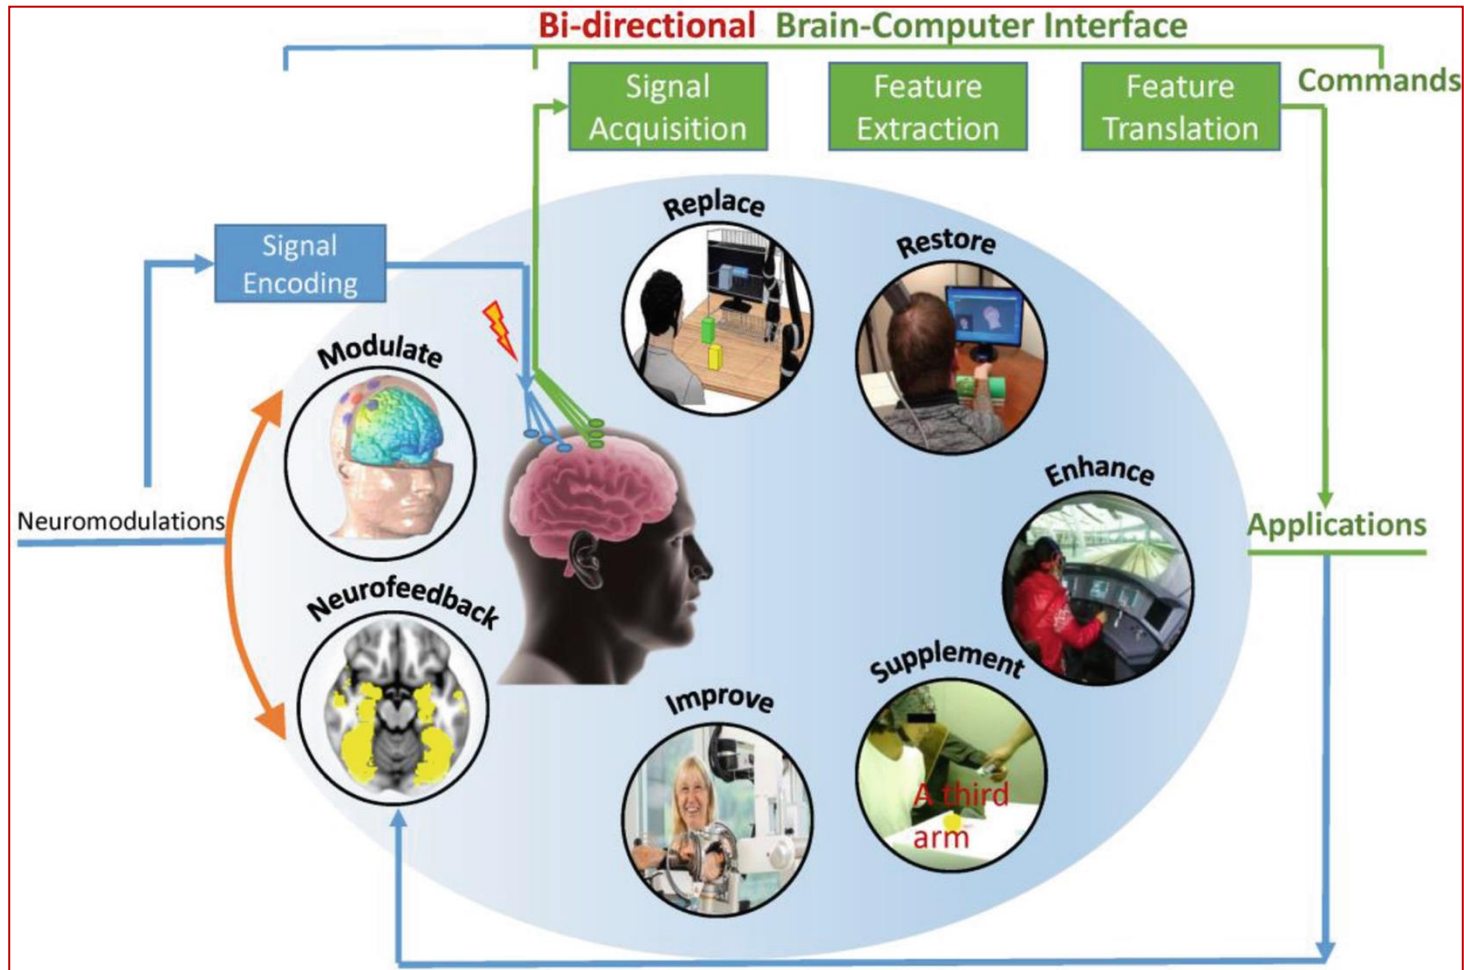 Bi-directional Brain-Computer Interface
Signal
Acquisition
Feature
Extraction
Feature
Translation
Commands
Replace
Restore
Signal
Encoding
Modulate
Enhance
Neuromodulations
Applications
Neurofeedback
Supplement
Improve
A third
arm